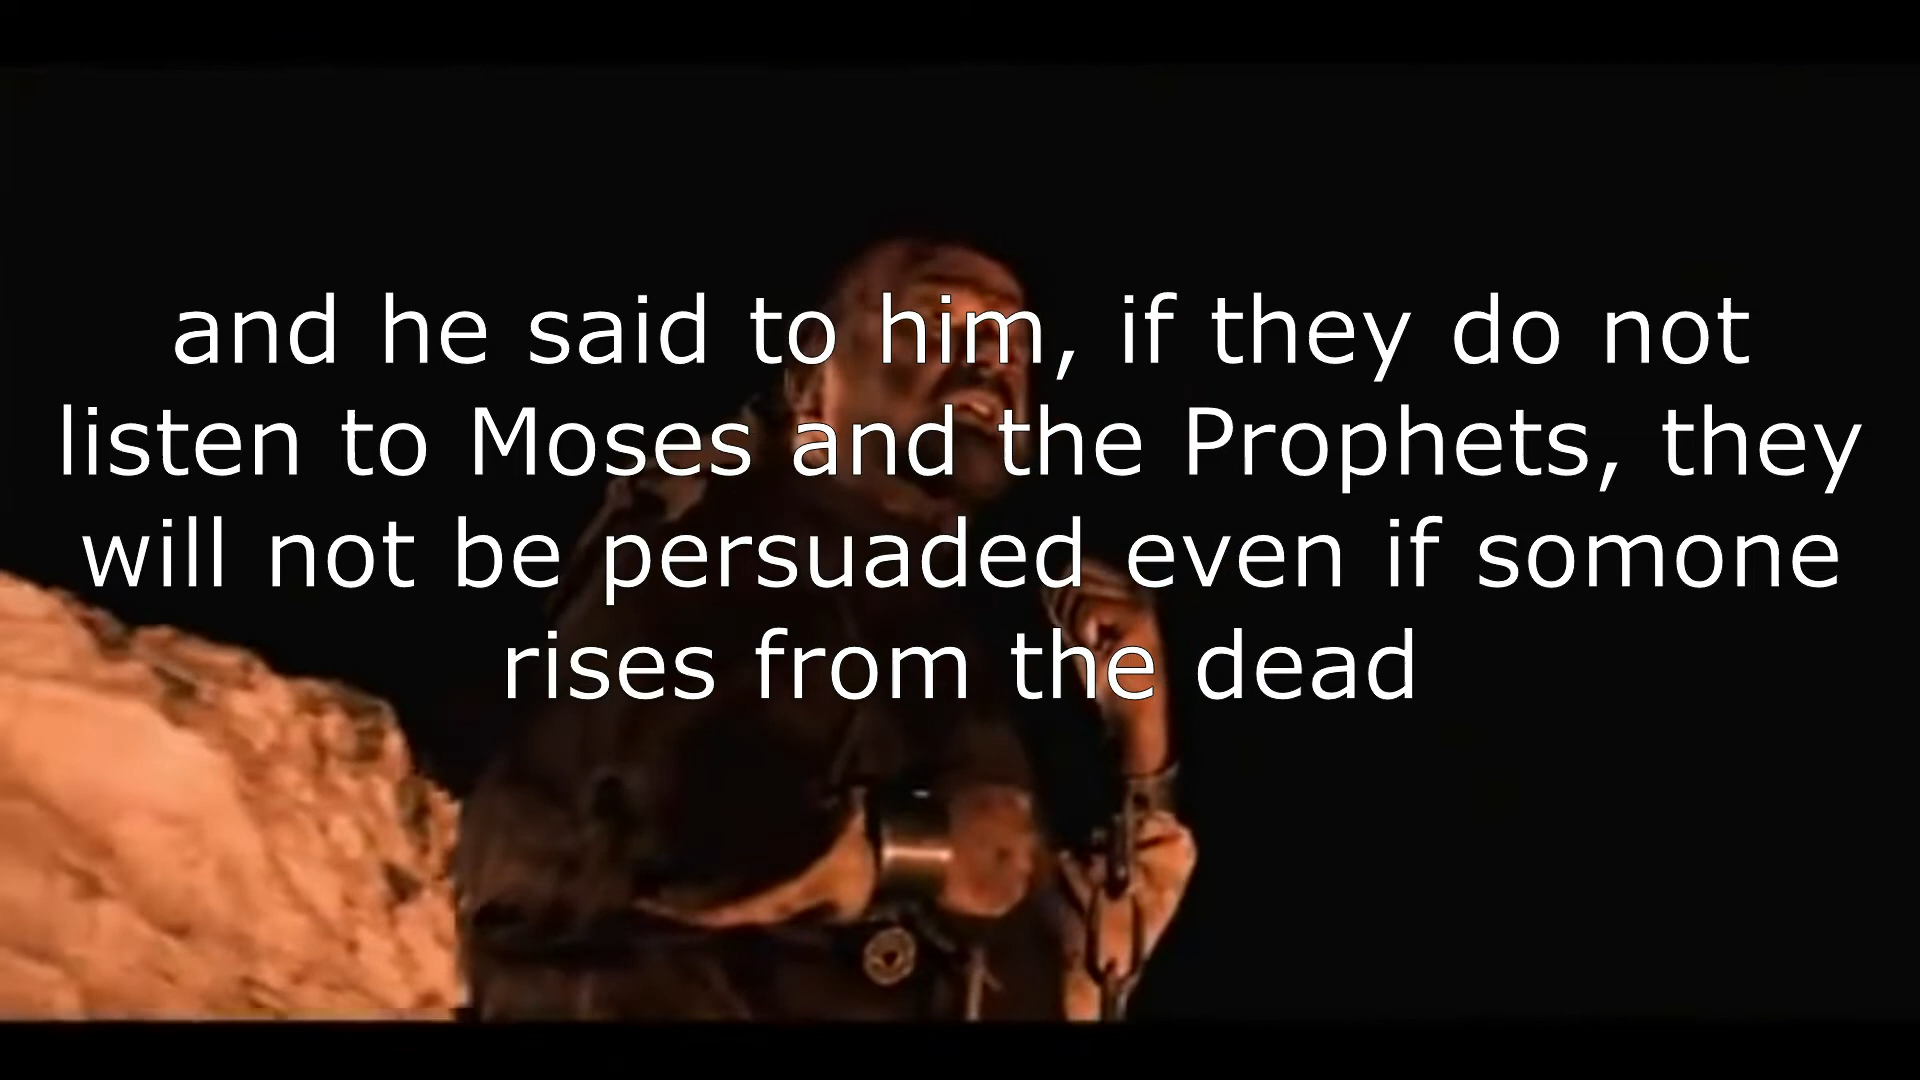 and he said to him, if they do not
listen to Moses and the Prophets, they
will not be persuaded even if somone
rises from the dead